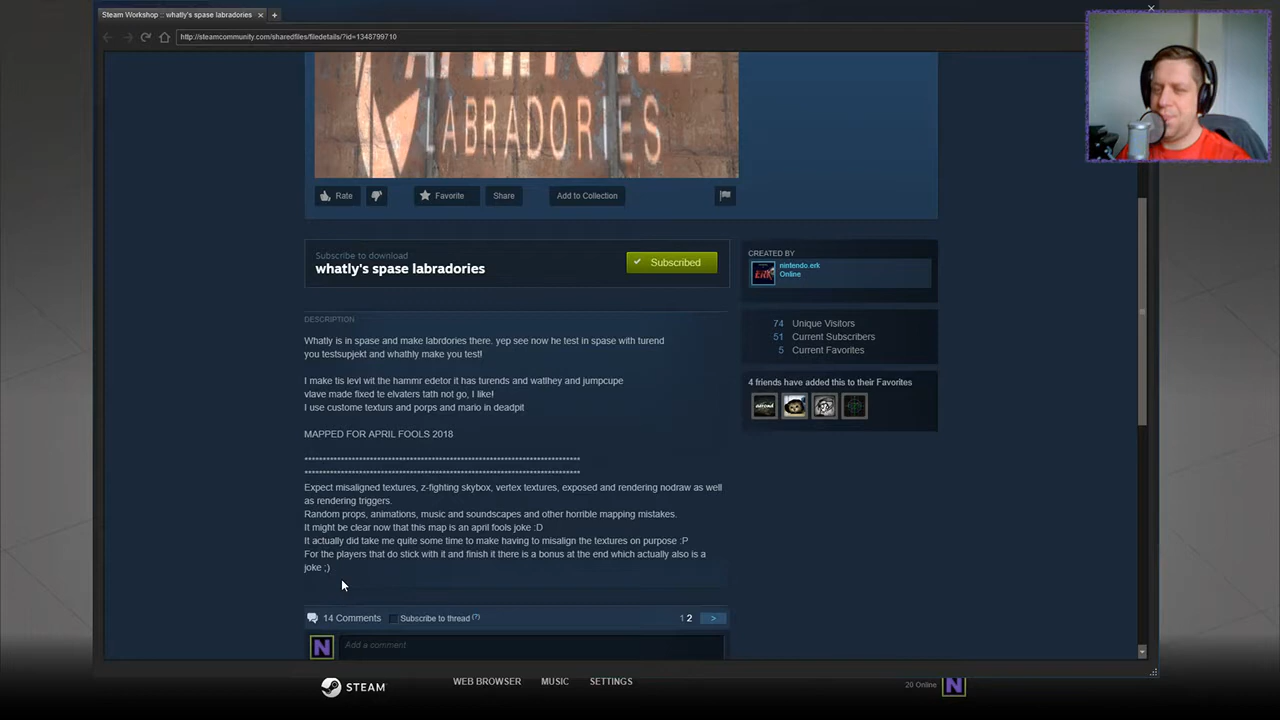 Steam Workshop :: whatly's spase labradories
http://steamcommunity.com/sharedfiles/filedetails/?id=1348799710
APERTURE
LABRADORIES
Rate
Favorite
Share
Add to Collection
Subscribe to download
whatly's spase labradories
Subscribed
CREATED BY
nintendo.erk
Online
74 Unique Visitors
51 Current Subscribers
5 Current Favorites
4 friends have added this to their Favorites
DESCRIPTION
Whatly is in spase and make labrdories there. yep see now he test in spase with turend
you testsupjekt and whathly make you test!
I make tis levl wit the hammr edetor it has turends and watlhey and jumpcupe
vlave made fixed te elvaters tath not go, I like!
I use custome texturs and porps and mario in deadpit
MAPPED FOR APRIL FOOLS 2018
Expect misaligned textures, z-fighting skybox, vertex textures, exposed and rendering nodraw as well
as rendering triggers.
Random props, animations, music and soundscapes and other horrible mapping mistakes.
It might be clear now that this map is an april fools joke :D
It actually did take me quite some time to make having to misalign the textures on purpose :P
For the players that do stick with it and finish it there is a bonus at the end which actually also is a
joke ;)
14 Comments
Subscribe to thread (?)
1 2 >
Add a comment
STEAM
WEB BROWSER
MUSIC
SETTINGS
20 Online